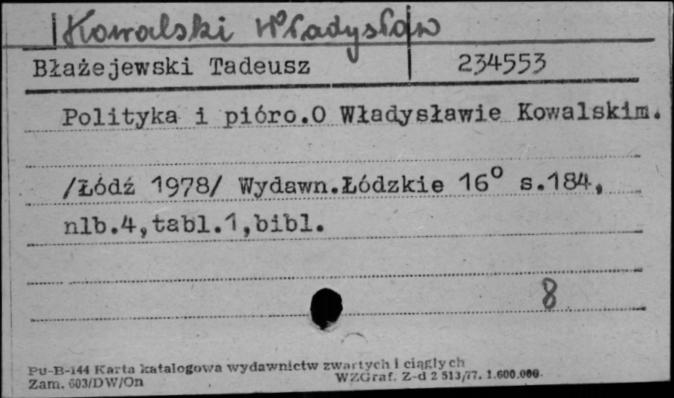 Kowalski Władysław
Błażejewski Tadeusz 234553
Polityka i pióro.O Władysławie Kowalskim.
/Łódź 1978/ Wydawn.Łódzkie 16° s.184,
nlb.4,tabl.1,bibl.
8
Pu-B-144 Karta katalogowa wydawnictw zwartych i ciągłych
Zam. 603/DW/On WZGraf. Z-d 2 513/77. 1.600.000